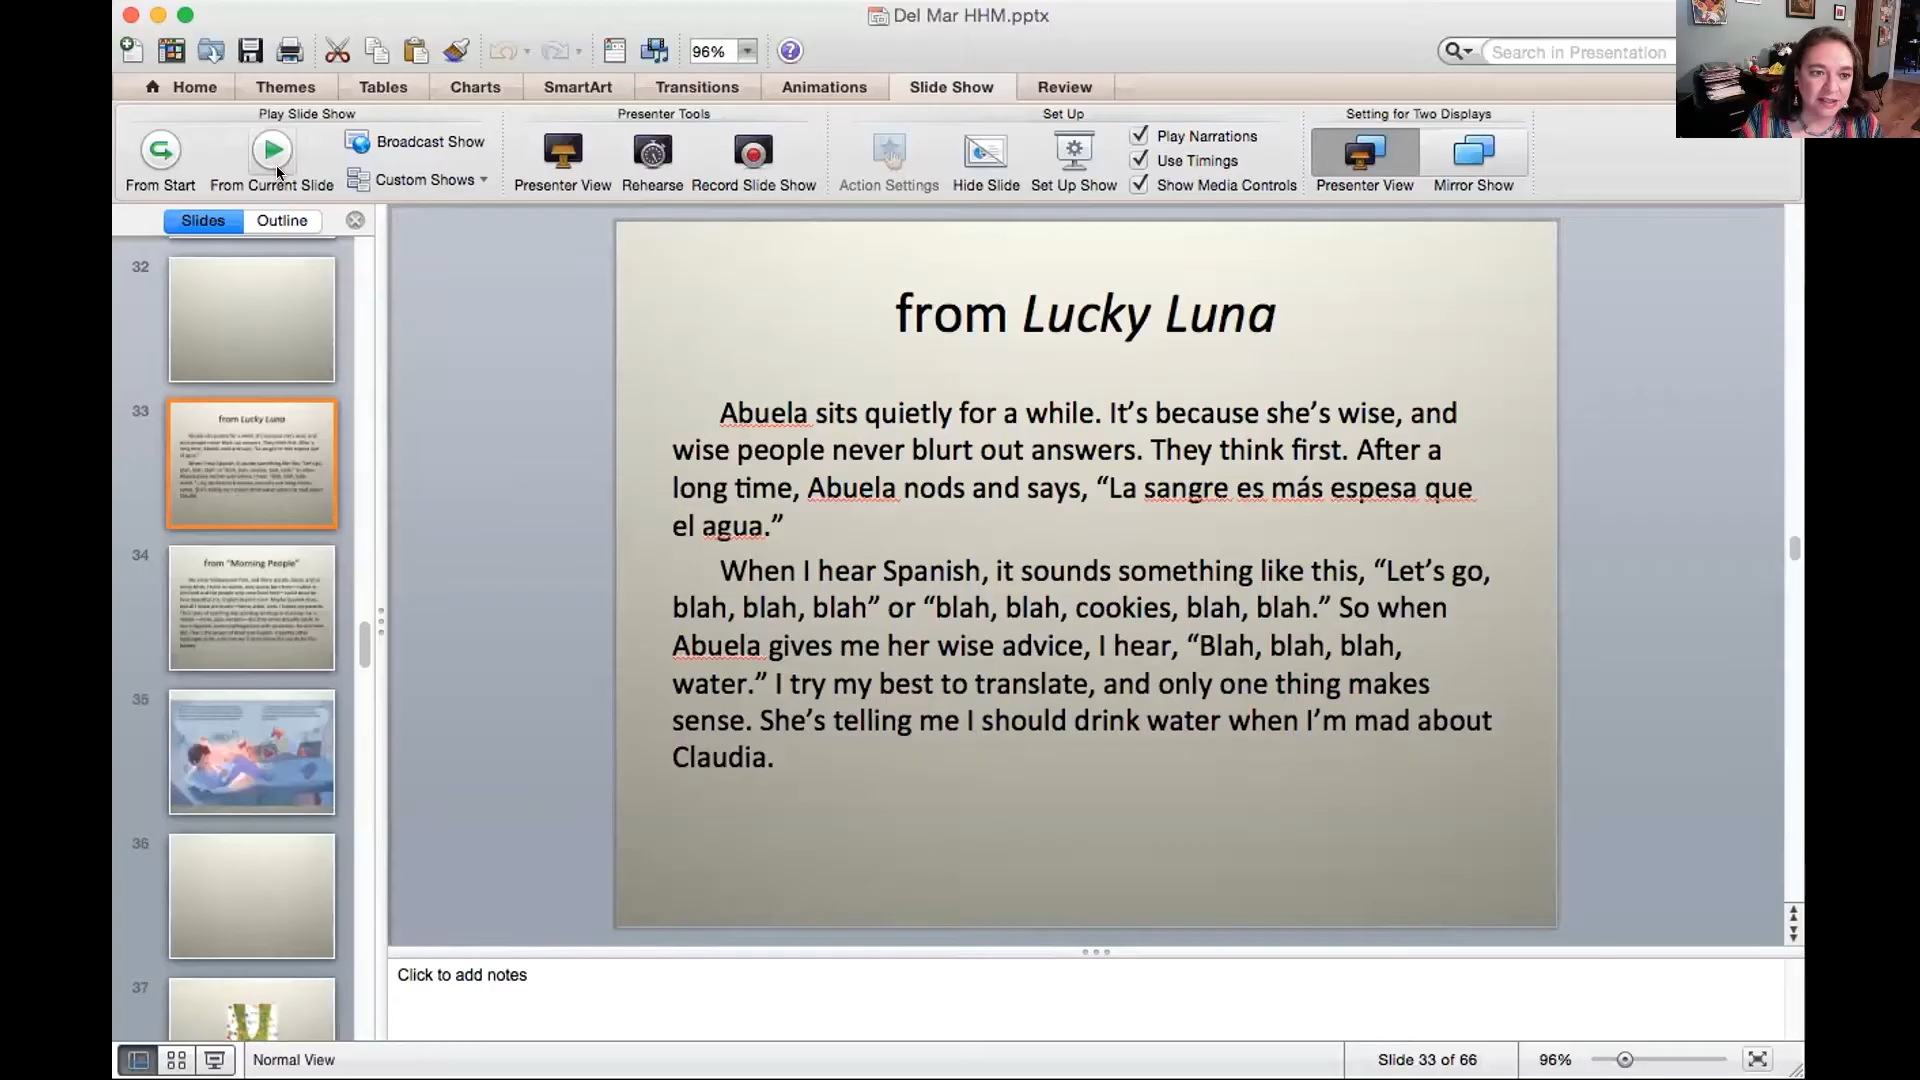 Del Mar HHM.pptx
96%
Search in Presentation
Home Themes Tables Charts SmartArt Transitions Animations Slide Show Review
Play Slide Show
Presenter Tools
Set Up
Setting for Two Displays
From Start
From Current Slide
Broadcast Show
Custom Shows
Presenter View
Rehearse
Record Slide Show
Action Settings
Hide Slide
Set Up Show
Play Narrations
Use Timings
Show Media Controls
Presenter View
Mirror Show
Slides Outline
32
33
from Lucky Luna
34
from "Morning People"
35
36
37
from Lucky Luna
Abuela sits quietly for a while. It’s because she’s wise, and
wise people never blurt out answers. They think first. After a
long time, Abuela nods and says, “La sangre es más espesa que
el agua.”
When I hear Spanish, it sounds something like this, “Let’s go,
blah, blah, blah” or “blah, blah, cookies, blah, blah.” So when
Abuela gives me her wise advice, I hear, “Blah, blah, blah,
water.” I try my best to translate, and only one thing makes
sense. She’s telling me I should drink water when I’m mad about
Claudia.
Click to add notes
Normal View
Slide 33 of 66
96%